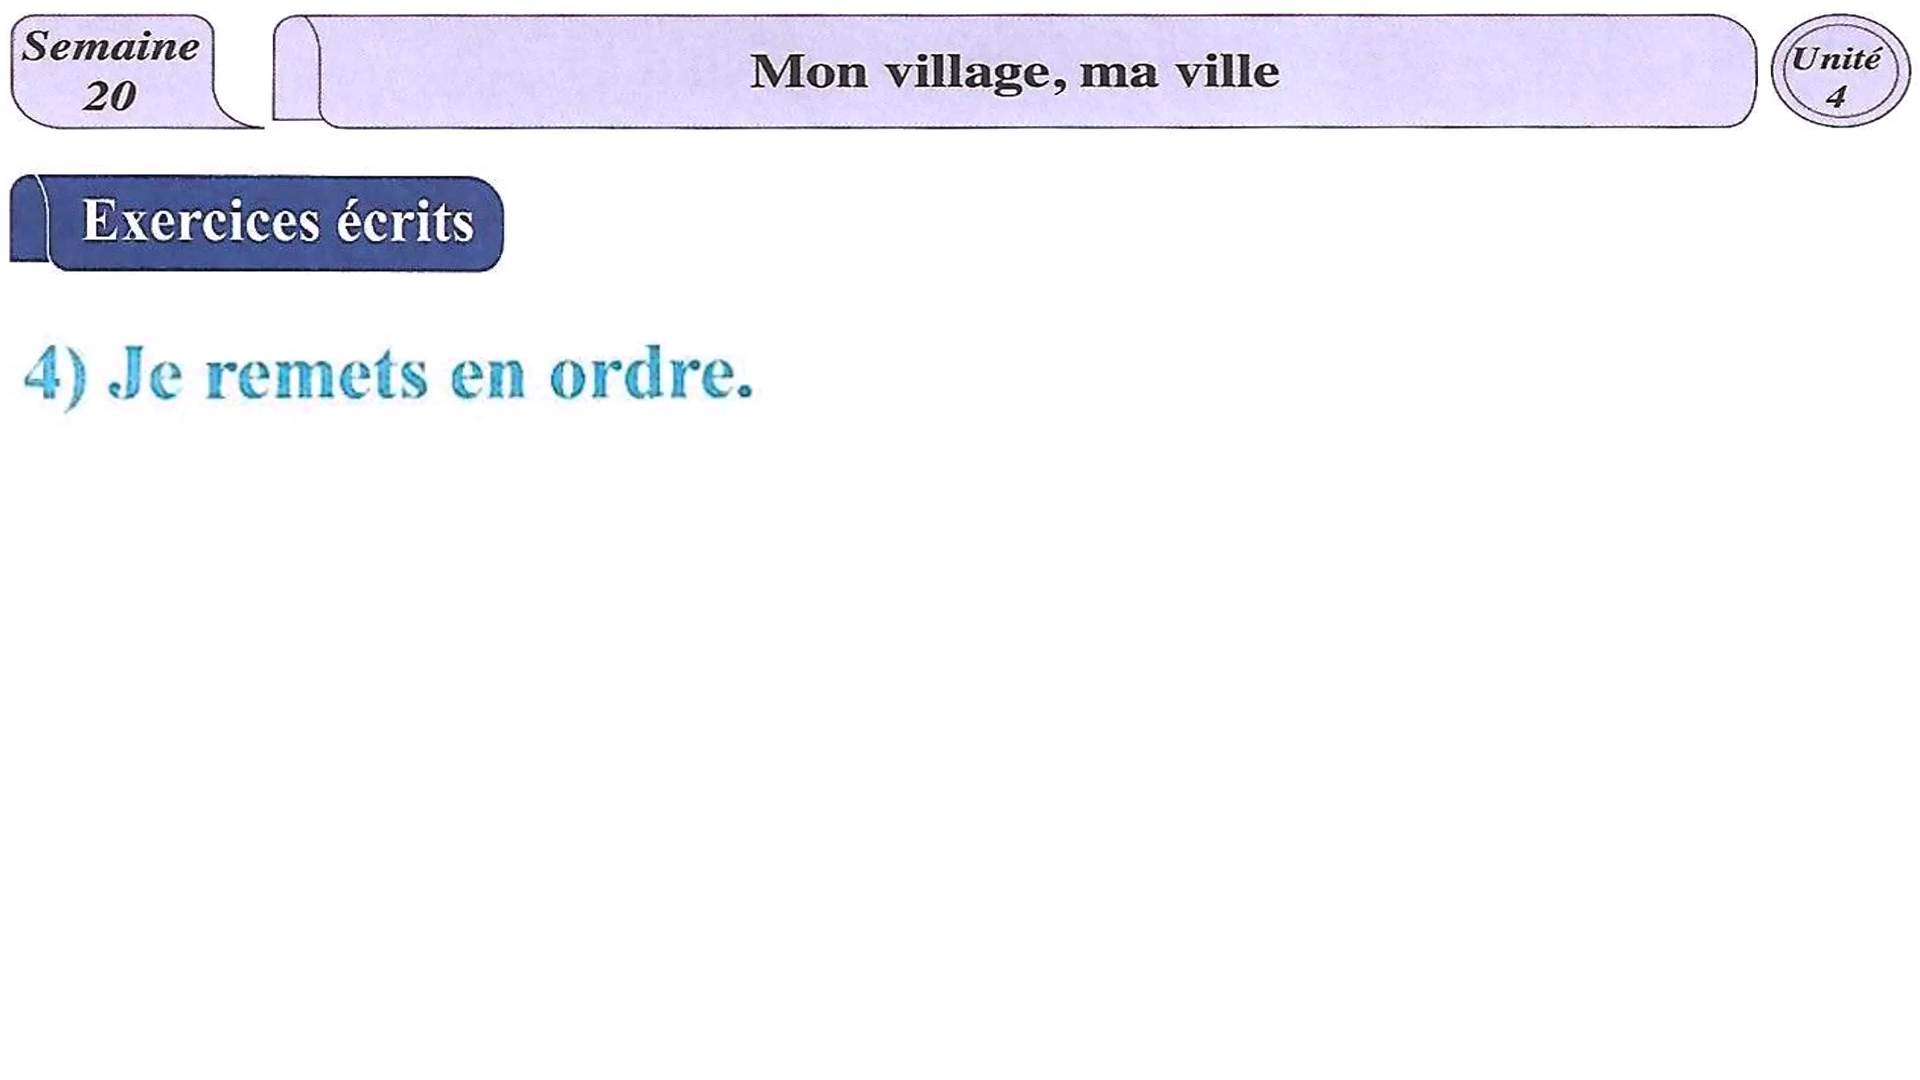 Semaine
20
Mon village, ma ville
Unité
4
Exercices écrits
4) Je remets en ordre.